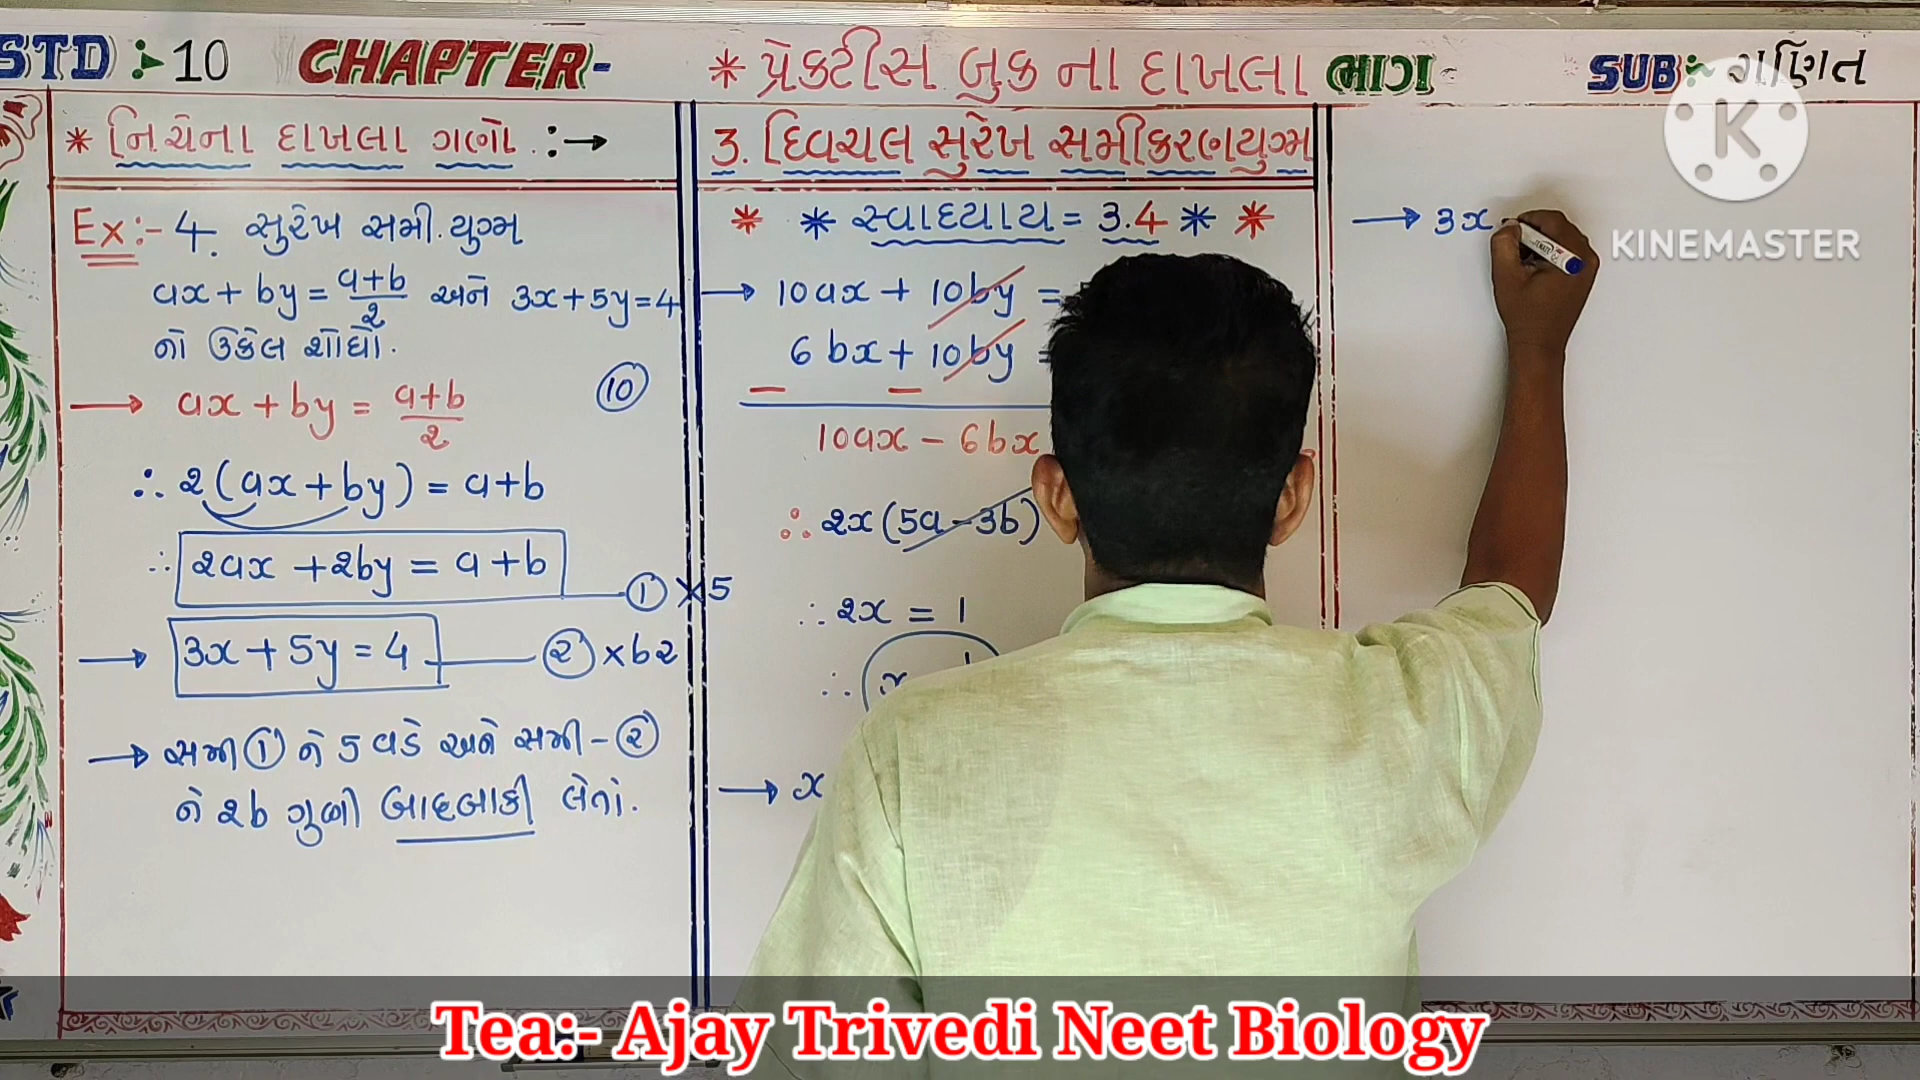 STD :- 10 CHAPTER- * પ્રેક્ટીસ બુક ના દાખલા ભાગ- SUB:- ગણિત
* નિચેના દાખલા ગણો :→
Ex:- 4. સુરેખ સમી. યુગ્મ
ax + by = a+b/2 અને 3x+5y=4
નો ઉકેલ શોધો.
→ ax + by = a+b/2 (10)
∴ 2(ax + by) = a+b
∴ 2ax + 2by = a+b ① × 5
→ 3x + 5y = 4 ② × b2
→ સમી ① ને 5 વડે અને સમી - ②
ને 2b ગુણી બાદબાકી લેતાં.
3. દ્વિચલ સુરેખ સમીકરણયુગ્મ
* * સ્વાધ્યાય = 3.4 * *
→ 10ax + 10by =
6bx + 10by =
10ax - 6bx
∴ 2x(5a - 3b)
∴ 2x = 1
∴ x
→ x
→ 3x
KINEMASTER
Tea:- Ajay Trivedi Neet Biology